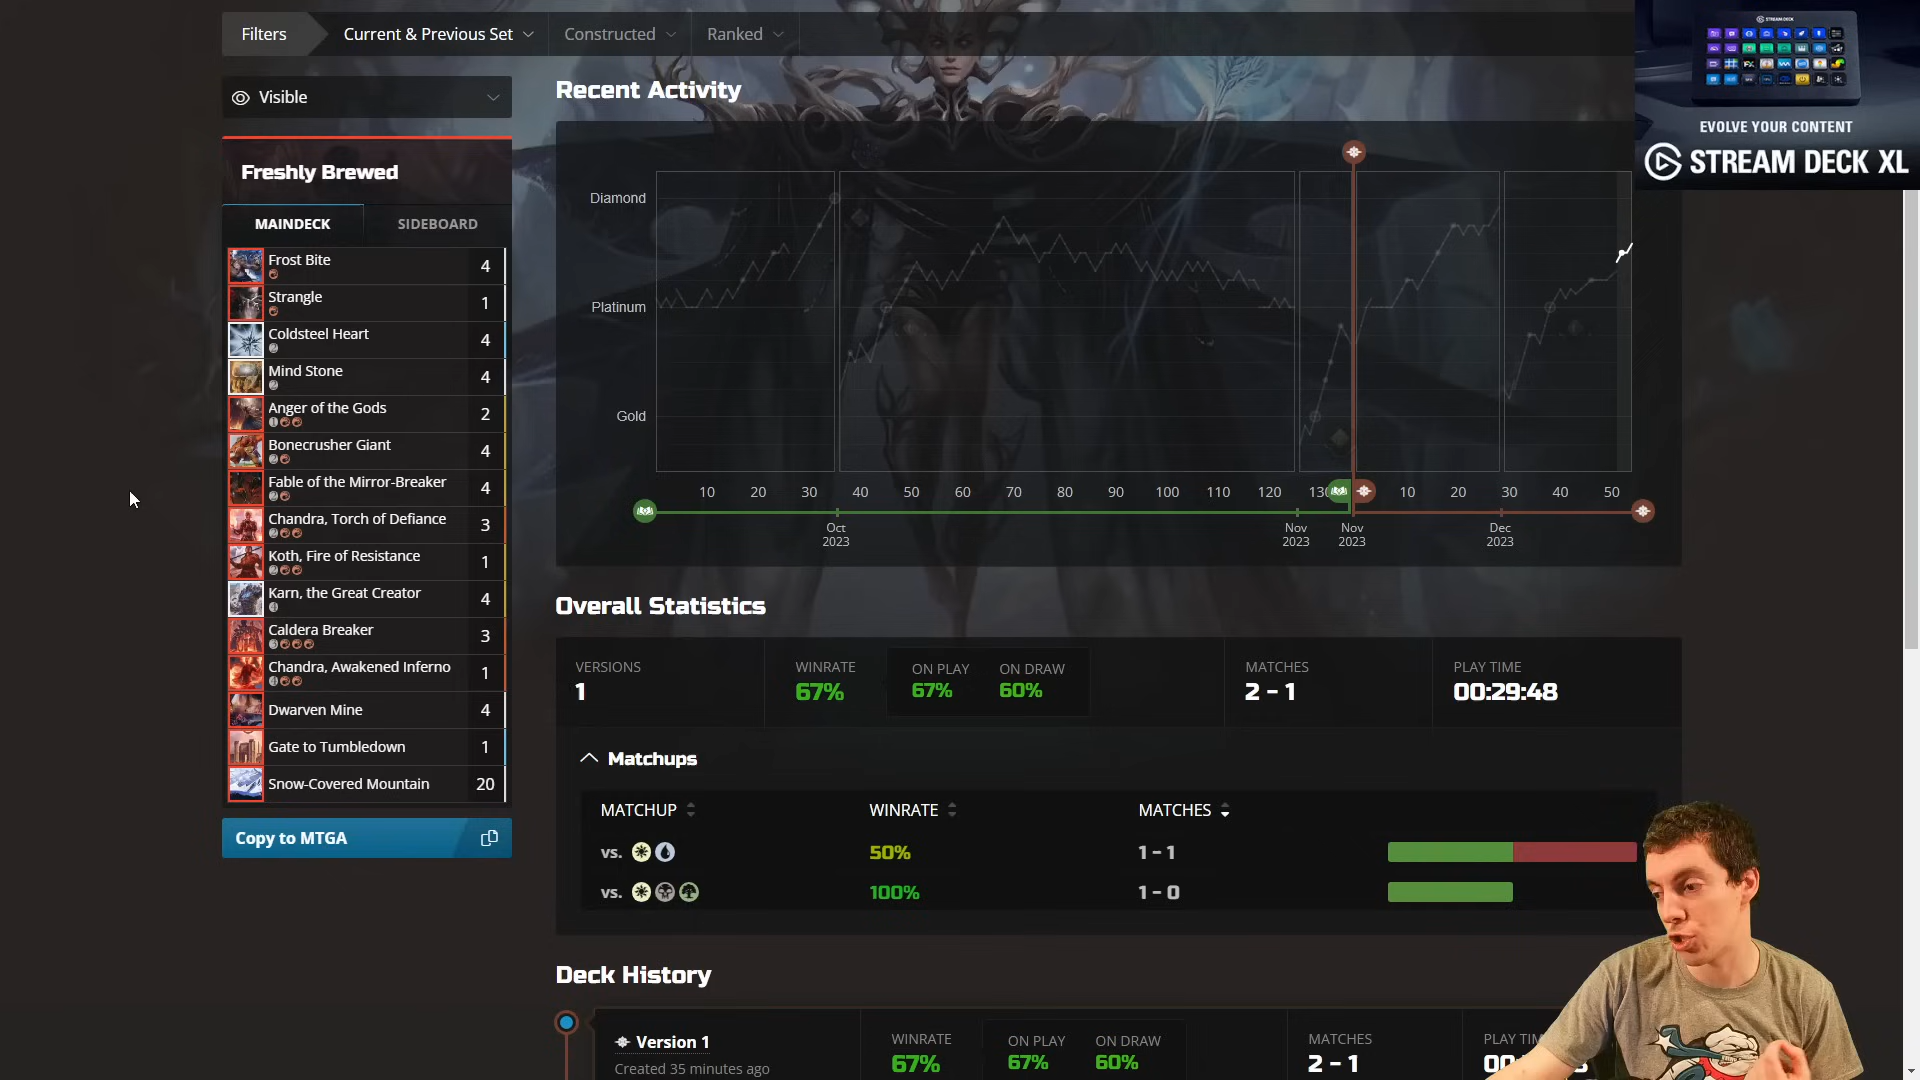 Filters
Current & Previous Set
Constructed
Ranked
Visible
Freshly Brewed
MAINDECK
SIDEBOARD
Frost Bite 4
Strangle 1
Coldsteel Heart 4
Mind Stone 4
Anger of the Gods 2
Bonecrusher Giant 4
Fable of the Mirror-Breaker 4
Chandra, Torch of Defiance 3
Koth, Fire of Resistance 1
Karn, the Great Creator 4
Caldera Breaker 3
Chandra, Awakened Inferno 1
Dwarven Mine 4
Gate to Tumbledown 1
Snow-Covered Mountain 20
Copy to MTGA
Recent Activity
Diamond
Platinum
Gold
10 20 30 40 50 60 70 80 90 100 110 120 10 20 30 40 50
Oct 2023
Nov 2023
Nov 2023
Dec 2023
Overall Statistics
VERSIONS
1
WINRATE
67%
ON PLAY
67%
ON DRAW
60%
MATCHES
2 - 1
PLAY TIME
00:29:48
Matchups
MATCHUP WINRATE MATCHES
vs. 50% 1 - 1
vs. 100% 1 - 0
Deck History
Version 1
Created 35 minutes ago
WINRATE
67%
ON PLAY
67%
ON DRAW
60%
MATCHES
2 - 1
STREAM DECK
EVOLVE YOUR CONTENT
STREAM DECK XL